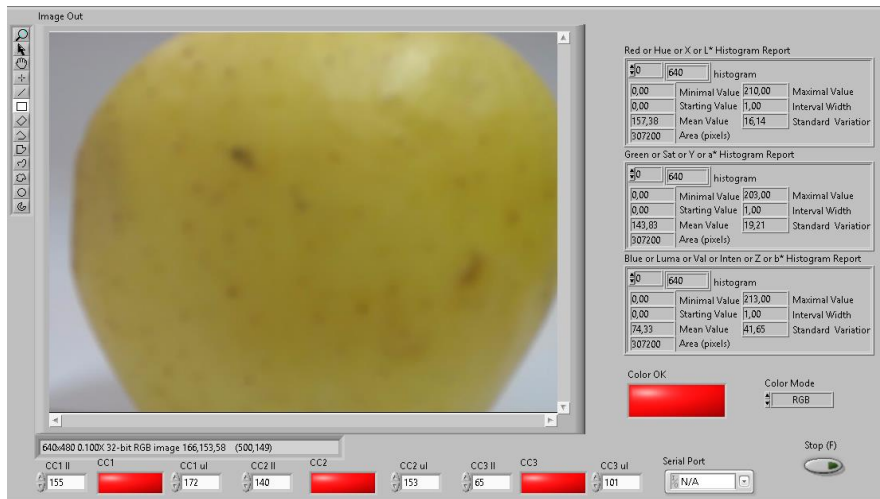 Image Out
Red or Hue or X or L* Histogram Report
0 640 histogram
0,00 Minimal Value 210,00 Maximal Value
0,00 Starting Value 1,00 Interval Width
157,38 Mean Value 16,14 Standard Variation
307200 Area (pixels)
Green or Sat or Y or a* Histogram Report
0 640 histogram
0,00 Minimal Value 203,00 Maximal Value
0,00 Starting Value 1,00 Interval Width
143,83 Mean Value 19,21 Standard Variation
307200 Area (pixels)
Blue or Luma or Val or Inten or Z or b* Histogram Report
0 640 histogram
0,00 Minimal Value 213,00 Maximal Value
0,00 Starting Value 1,00 Interval Width
74,33 Mean Value 41,65 Standard Variation
307200 Area (pixels)
Color OK
Color Mode
RGB
640x480 0.100X 32-bit RGB image 166,153,58 (500,149)
Stop (F)
CC1 ll CC1 CC1 ul CC2 ll CC2 CC2 ul CC3 ll CC3 CC3 ul Serial Port
155 172 140 153 65 101 N/A